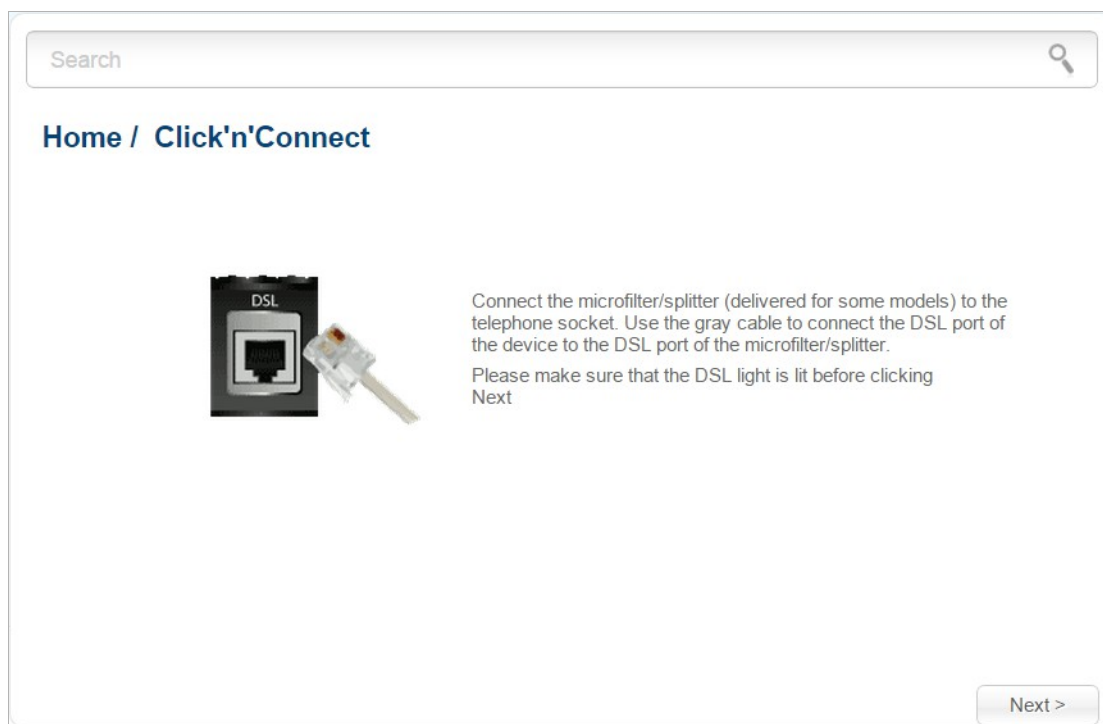 Search
Home /  Click'n'Connect
DSL
Connect the microfilter/splitter (delivered for some models) to the
telephone socket. Use the gray cable to connect the DSL port of
the device to the DSL port of the microfilter/splitter.
Please make sure that the DSL light is lit before clicking
Next
Next >